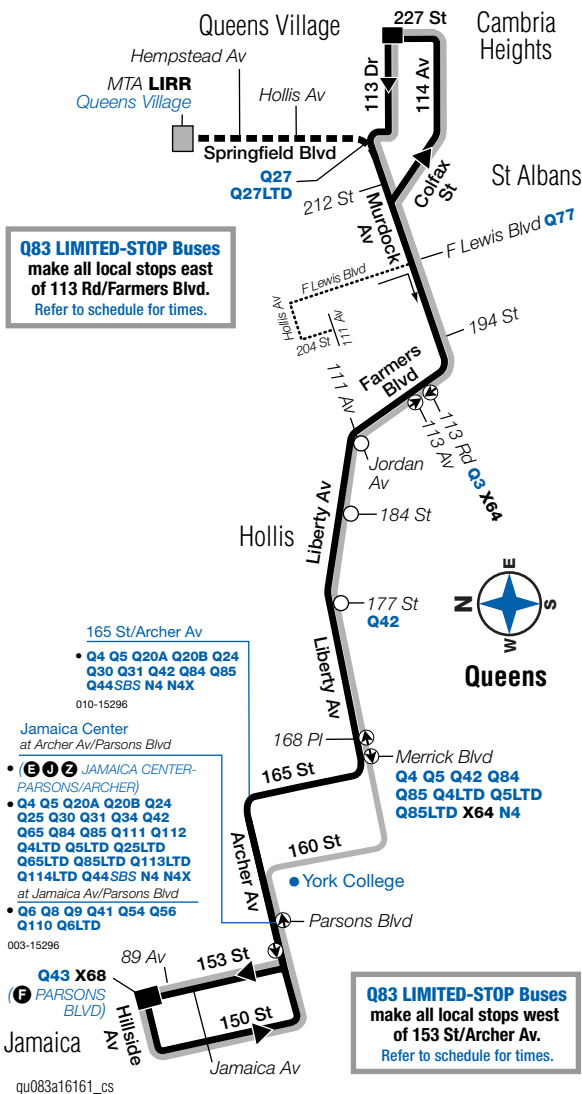 Queens Village
227 St
Cambria
Heights
Hempstead Av
MTA LIRR
Queens Village
Hollis Av
113 Dr
114 Av
Springfield Blvd
Q27
Q27LTD
Colfax
St
St Albans
212 St
Murdock
Av
F Lewis Blvd Q77
Q83 LIMITED-STOP Buses
make all local stops east
of 113 Rd/Farmers Blvd.
Refer to schedule for times.
F Lewis Blvd
Hollis Av
111 Av
204 St
194 St
Farmers
Blvd
111 Av
113 Rd Q3 X64
113 Av
Jordan
Av
Liberty Av
184 St
Hollis
177 St
Q42
E
N
S
W
Queens
Liberty Av
165 St/Archer Av
• Q4 Q5 Q20A Q20B Q24
Q30 Q31 Q42 Q84 Q85
Q44SBS N4 N4X
010-15296
168 Pl
Merrick Blvd
Q4 Q5 Q42 Q84
Q85 Q4LTD Q5LTD
Q85LTD X64 N4
165 St
Jamaica Center
at Archer Av/Parsons Blvd
• (E J Z JAMAICA CENTER-
PARSONS/ARCHER)
• Q4 Q5 Q20A Q20B Q24
Q25 Q30 Q31 Q34 Q42
Q65 Q84 Q85 Q111 Q112
Q4LTD Q5LTD Q25LTD
Q65LTD Q85LTD Q113LTD
Q114LTD Q44SBS N4 N4X
at Jamaica Av/Parsons Blvd
• Q6 Q8 Q9 Q41 Q54 Q56
Q110 Q6LTD
003-15296
160 St
Archer Av
York College
Parsons Blvd
89 Av
153 St
Q43 X68
(F PARSONS
BLVD)
Hillside
Av
150 St
Jamaica
Jamaica Av
Q83 LIMITED-STOP Buses
make all local stops west
of 153 St/Archer Av.
Refer to schedule for times.
qu083a16161_cs